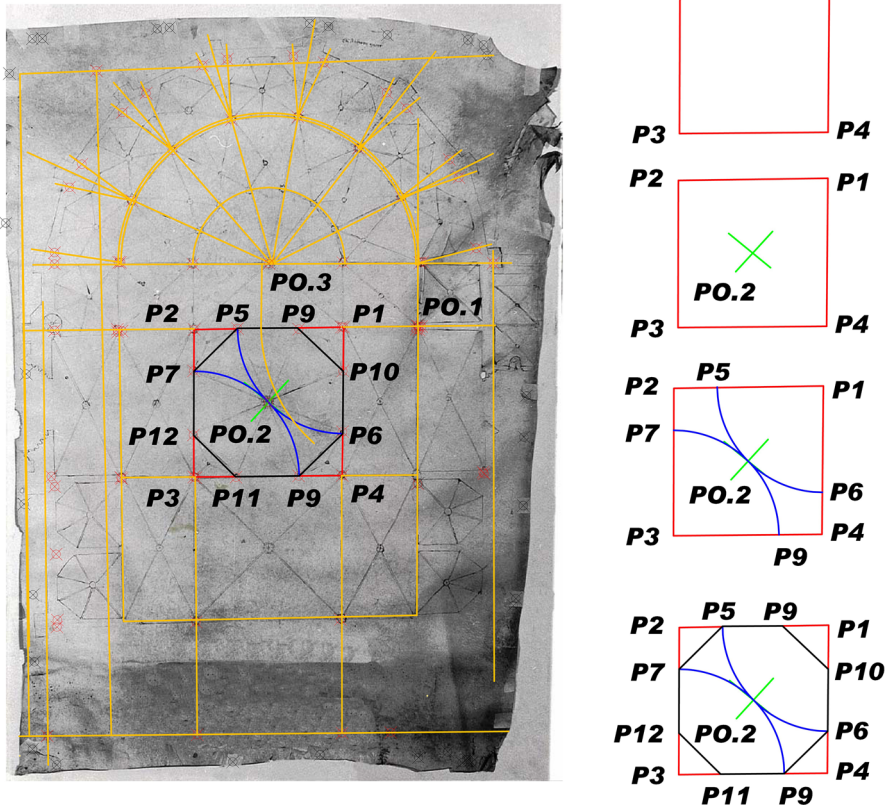 PO.3
P2 P5 P9 P1 PO.1
P7 P10
P12 PO.2 P6
P3 P11 P9 P4
P3 P4
P2 P1
PO.2
P3 P4
P5
P2 P1
P7
PO.2 P6
P3 P4
P9
P2 P5 P9 P1
P7 P10
P12 PO.2 P6
P3 P4
P11 P9